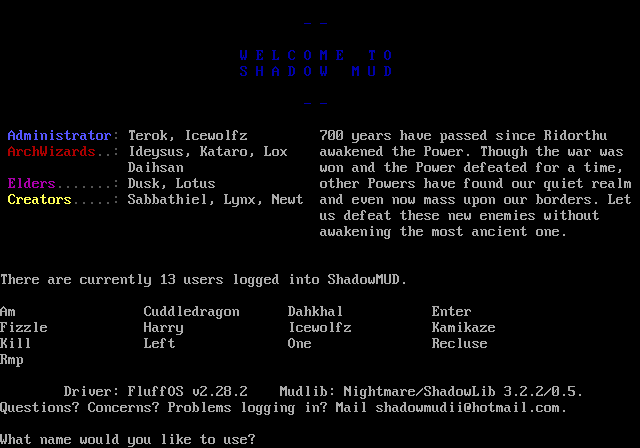 WELCOME TO
SHADOW MUD
Administrator: Terok, Icewolfz
ArchWizards..: Ideysus, Kataro, Lox
Daihsan
Elders.......: Dusk, Lotus
Creators.....: Sabbathiel, Lynx, Newt
700 years have passed since Ridorthu
awakened the Power. Though the war was
won and the Power defeated for a time,
other Powers have found our quiet realm
and even now mass upon our borders. Let
us defeat these new enemies without
awakening the most ancient one.
There are currently 13 users logged into ShadowMUD.
Am Cuddledragon Dahkhal Enter
Fizzle Harry Icewolfz Kamikaze
Kill Left One Recluse
Rmp
Driver: FluffOS v2.28.2 Mudlib: Nightmare/ShadowLib 3.2.2/0.5.
Questions? Concerns? Problems logging in? Mail shadowmudii@hotmail.com.
What name would you like to use?